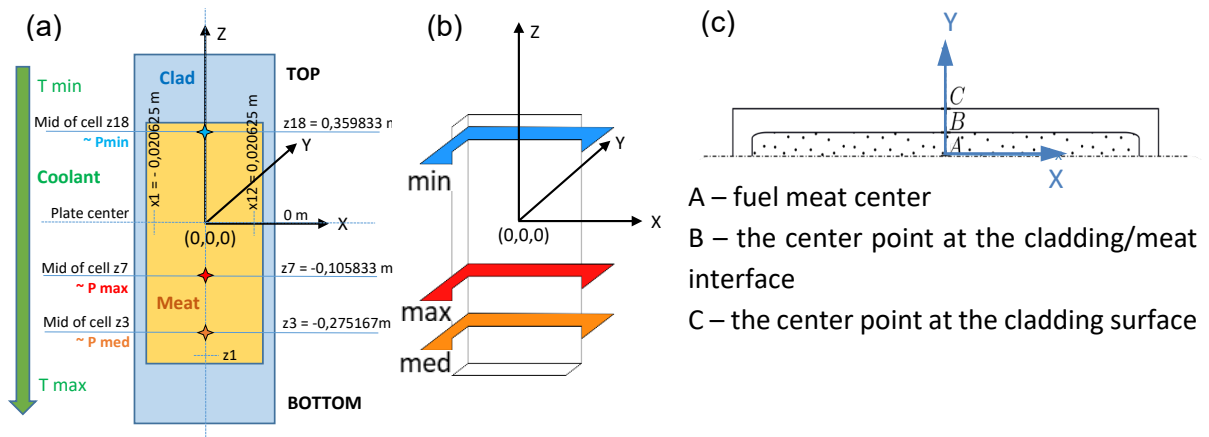 (a)
Z
Clad
TOP
T min
x1 = - 0,020625 m
x12 = 0,020625 m
Mid of cell z18
z18 = 0,359833 m
~ Pmin
Y
Coolant
Plate center
0 m
X
(0,0,0)
Mid of cell z7
z7 = -0,105833 m
~ P max
Meat
Mid of cell z3
z3 = -0,275167 m
~ P med
z1
T max
BOTTOM
(b)
Z
Y
min
X
(0,0,0)
max
med
(c)
Y
C
B
A
X
A – fuel meat center
B – the center point at the cladding/meat
interface
C – the center point at the cladding surface